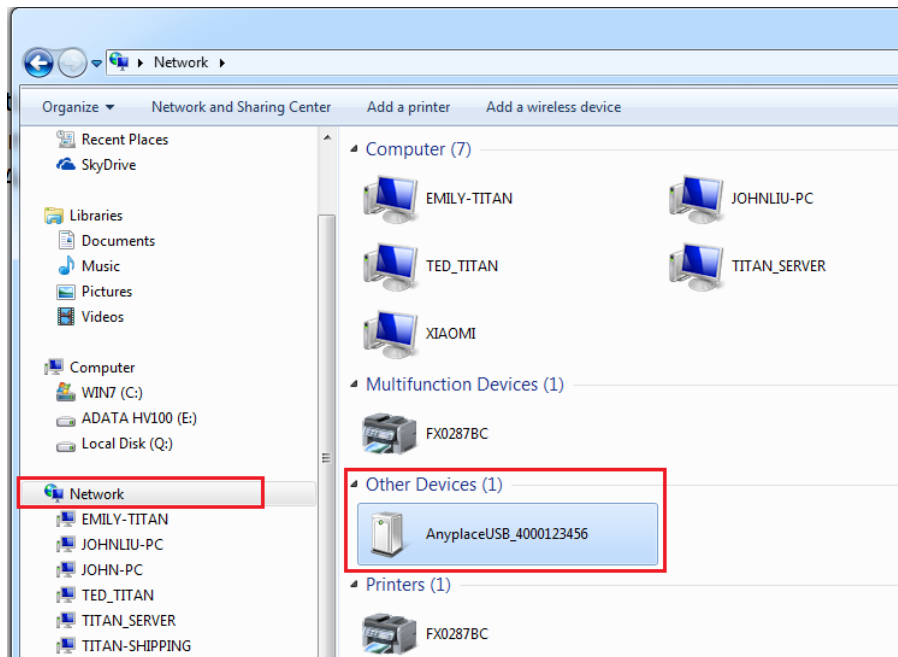 Network
Organize
Network and Sharing Center
Add a printer
Add a wireless device
Recent Places
SkyDrive
Libraries
Documents
Music
Pictures
Videos
Computer
WIN7 (C:)
ADATA HV100 (E:)
Local Disk (Q:)
Network
EMILY-TITAN
JOHNLIU-PC
JOHN-PC
TED_TITAN
TITAN_SERVER
TITAN-SHIPPING
Computer (7)
EMILY-TITAN
JOHNLIU-PC
TED_TITAN
TITAN_SERVER
XIAOMI
Multifunction Devices (1)
FX0287BC
Other Devices (1)
AnyplaceUSB_4000123456
Printers (1)
FX0287BC